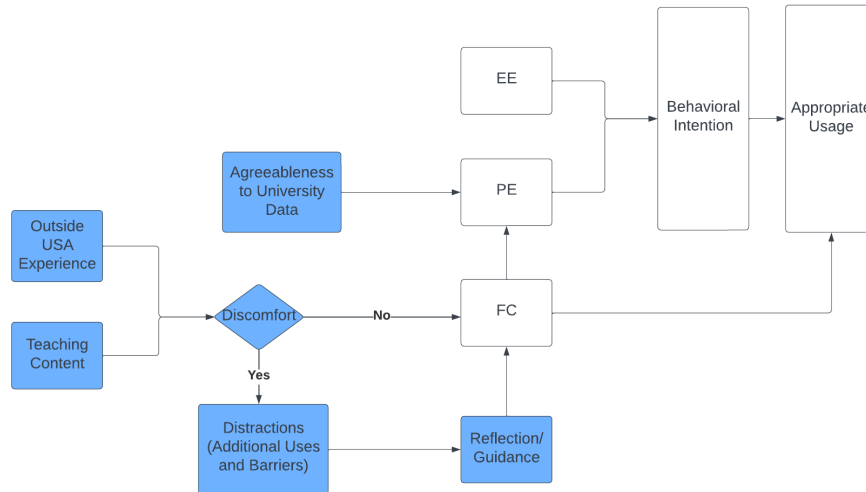 EE
Behavioral
Intention
Appropriate
Usage
Agreeableness
to University
Data
PE
Outside
USA
Experience
Discomfort
No
FC
Teaching
Content
Yes
Distractions
(Additional Uses
and Barriers)
Reflection/
Guidance